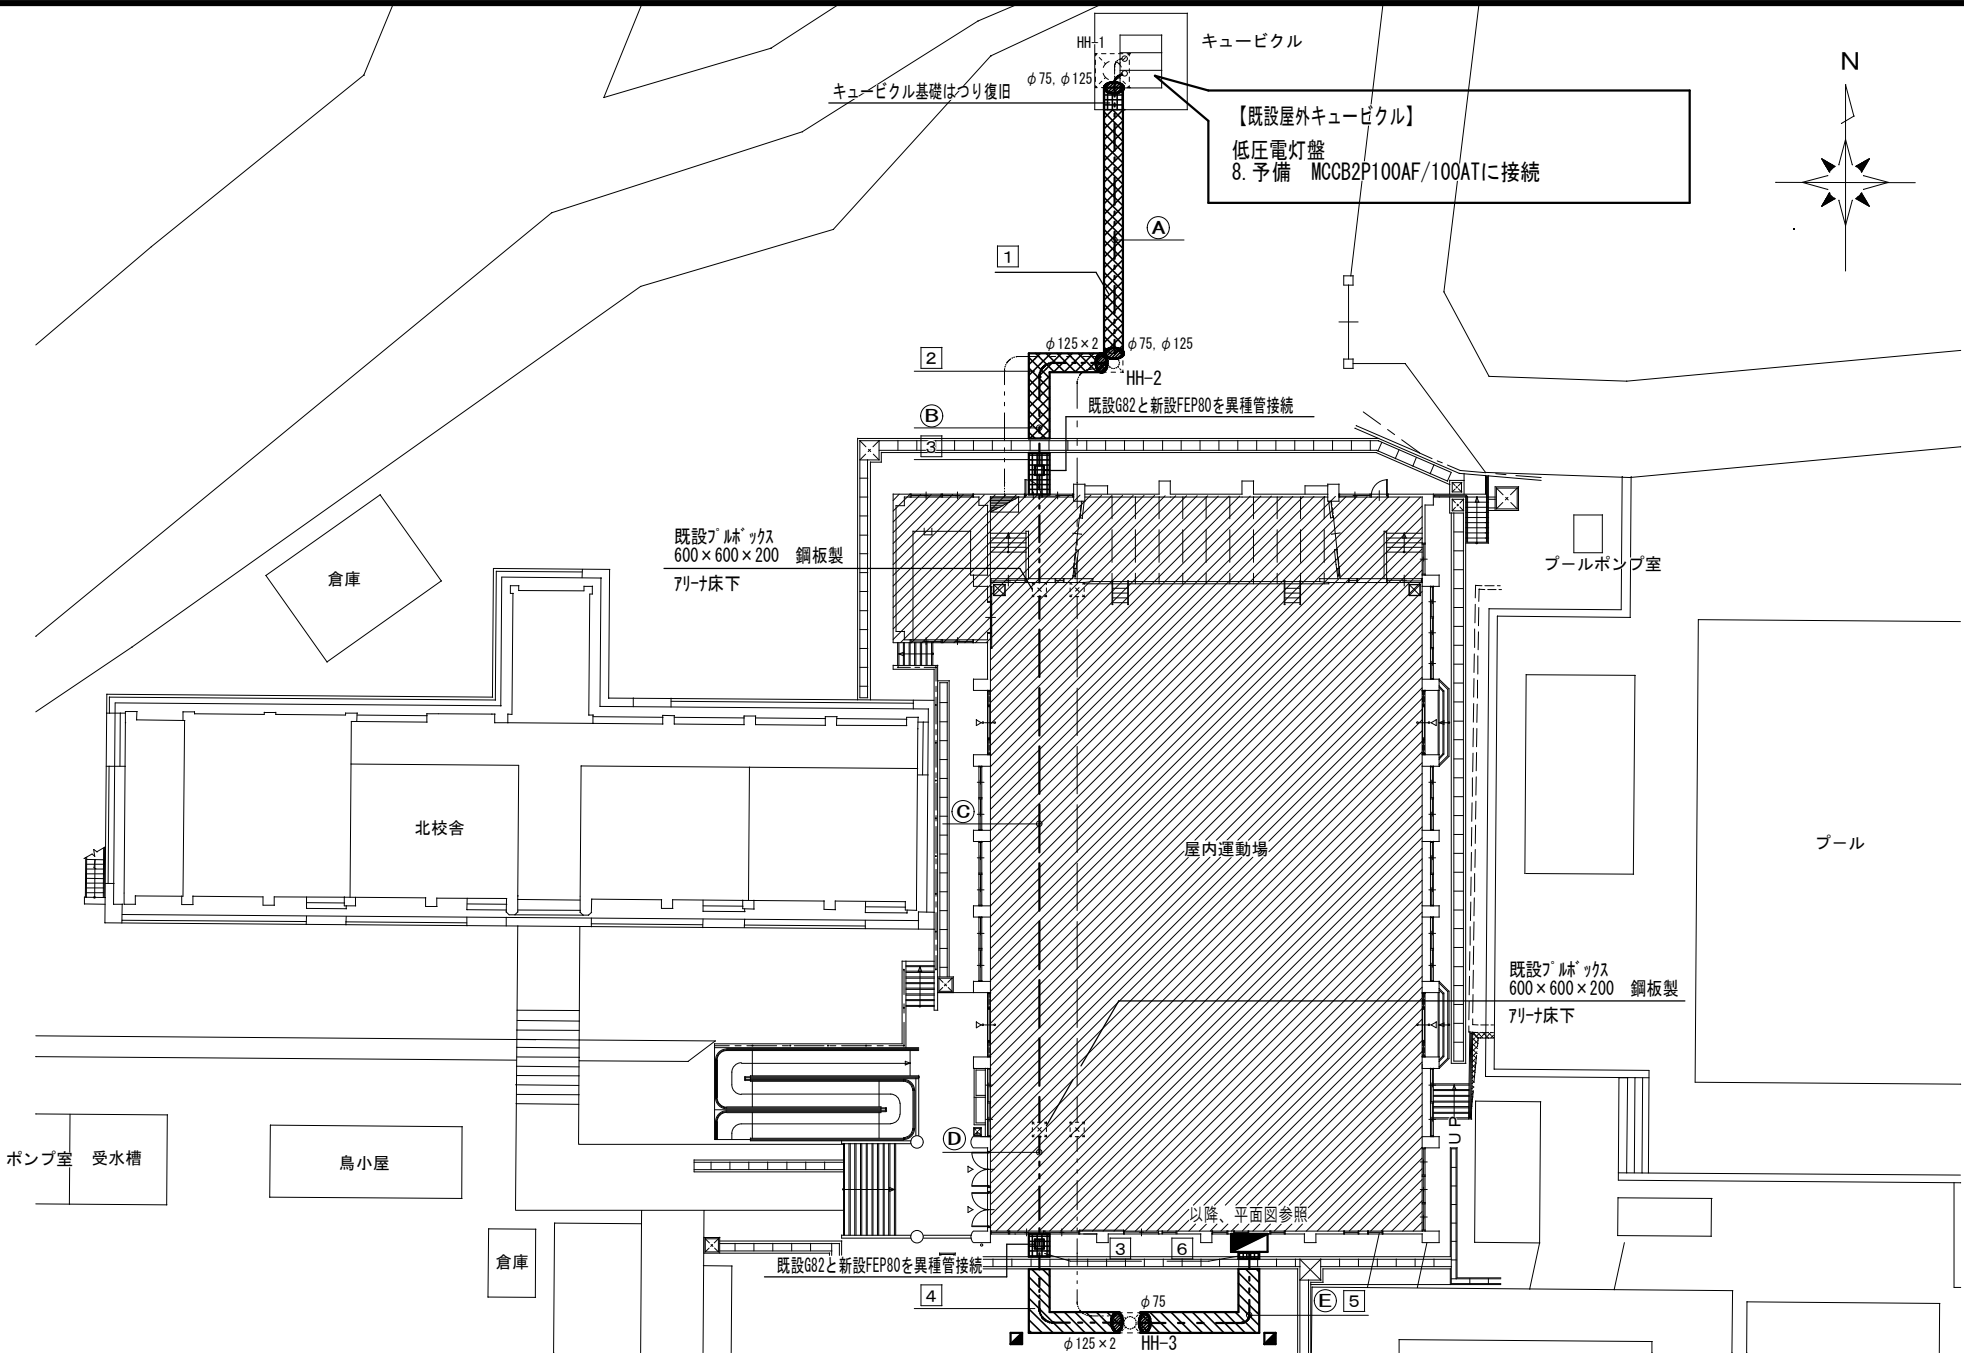 HH-1
キュービクル
N
φ75, φ125
キュービクル基礎はつり復旧
【既設屋外キュービクル】
低圧電灯盤
8. 予備 MCCB2P100AF/100ATに接続
A
1
φ125×2
φ75, φ125
2
HH-2
既設G82と新設FEP80を異種管接続
B
3
既設プルボックス
600×600×200 鋼板製
アリーナ床下
倉庫
プールポンプ室
C
北校舎
屋内運動場
プール
既設プルボックス
600×600×200 鋼板製
アリーナ床下
UP
D
ポンプ室
受水槽
鳥小屋
以降、平面図参照
倉庫
3
6
既設G82と新設FEP80を異種管接続
4
φ75
E
5
φ125×2
HH-3